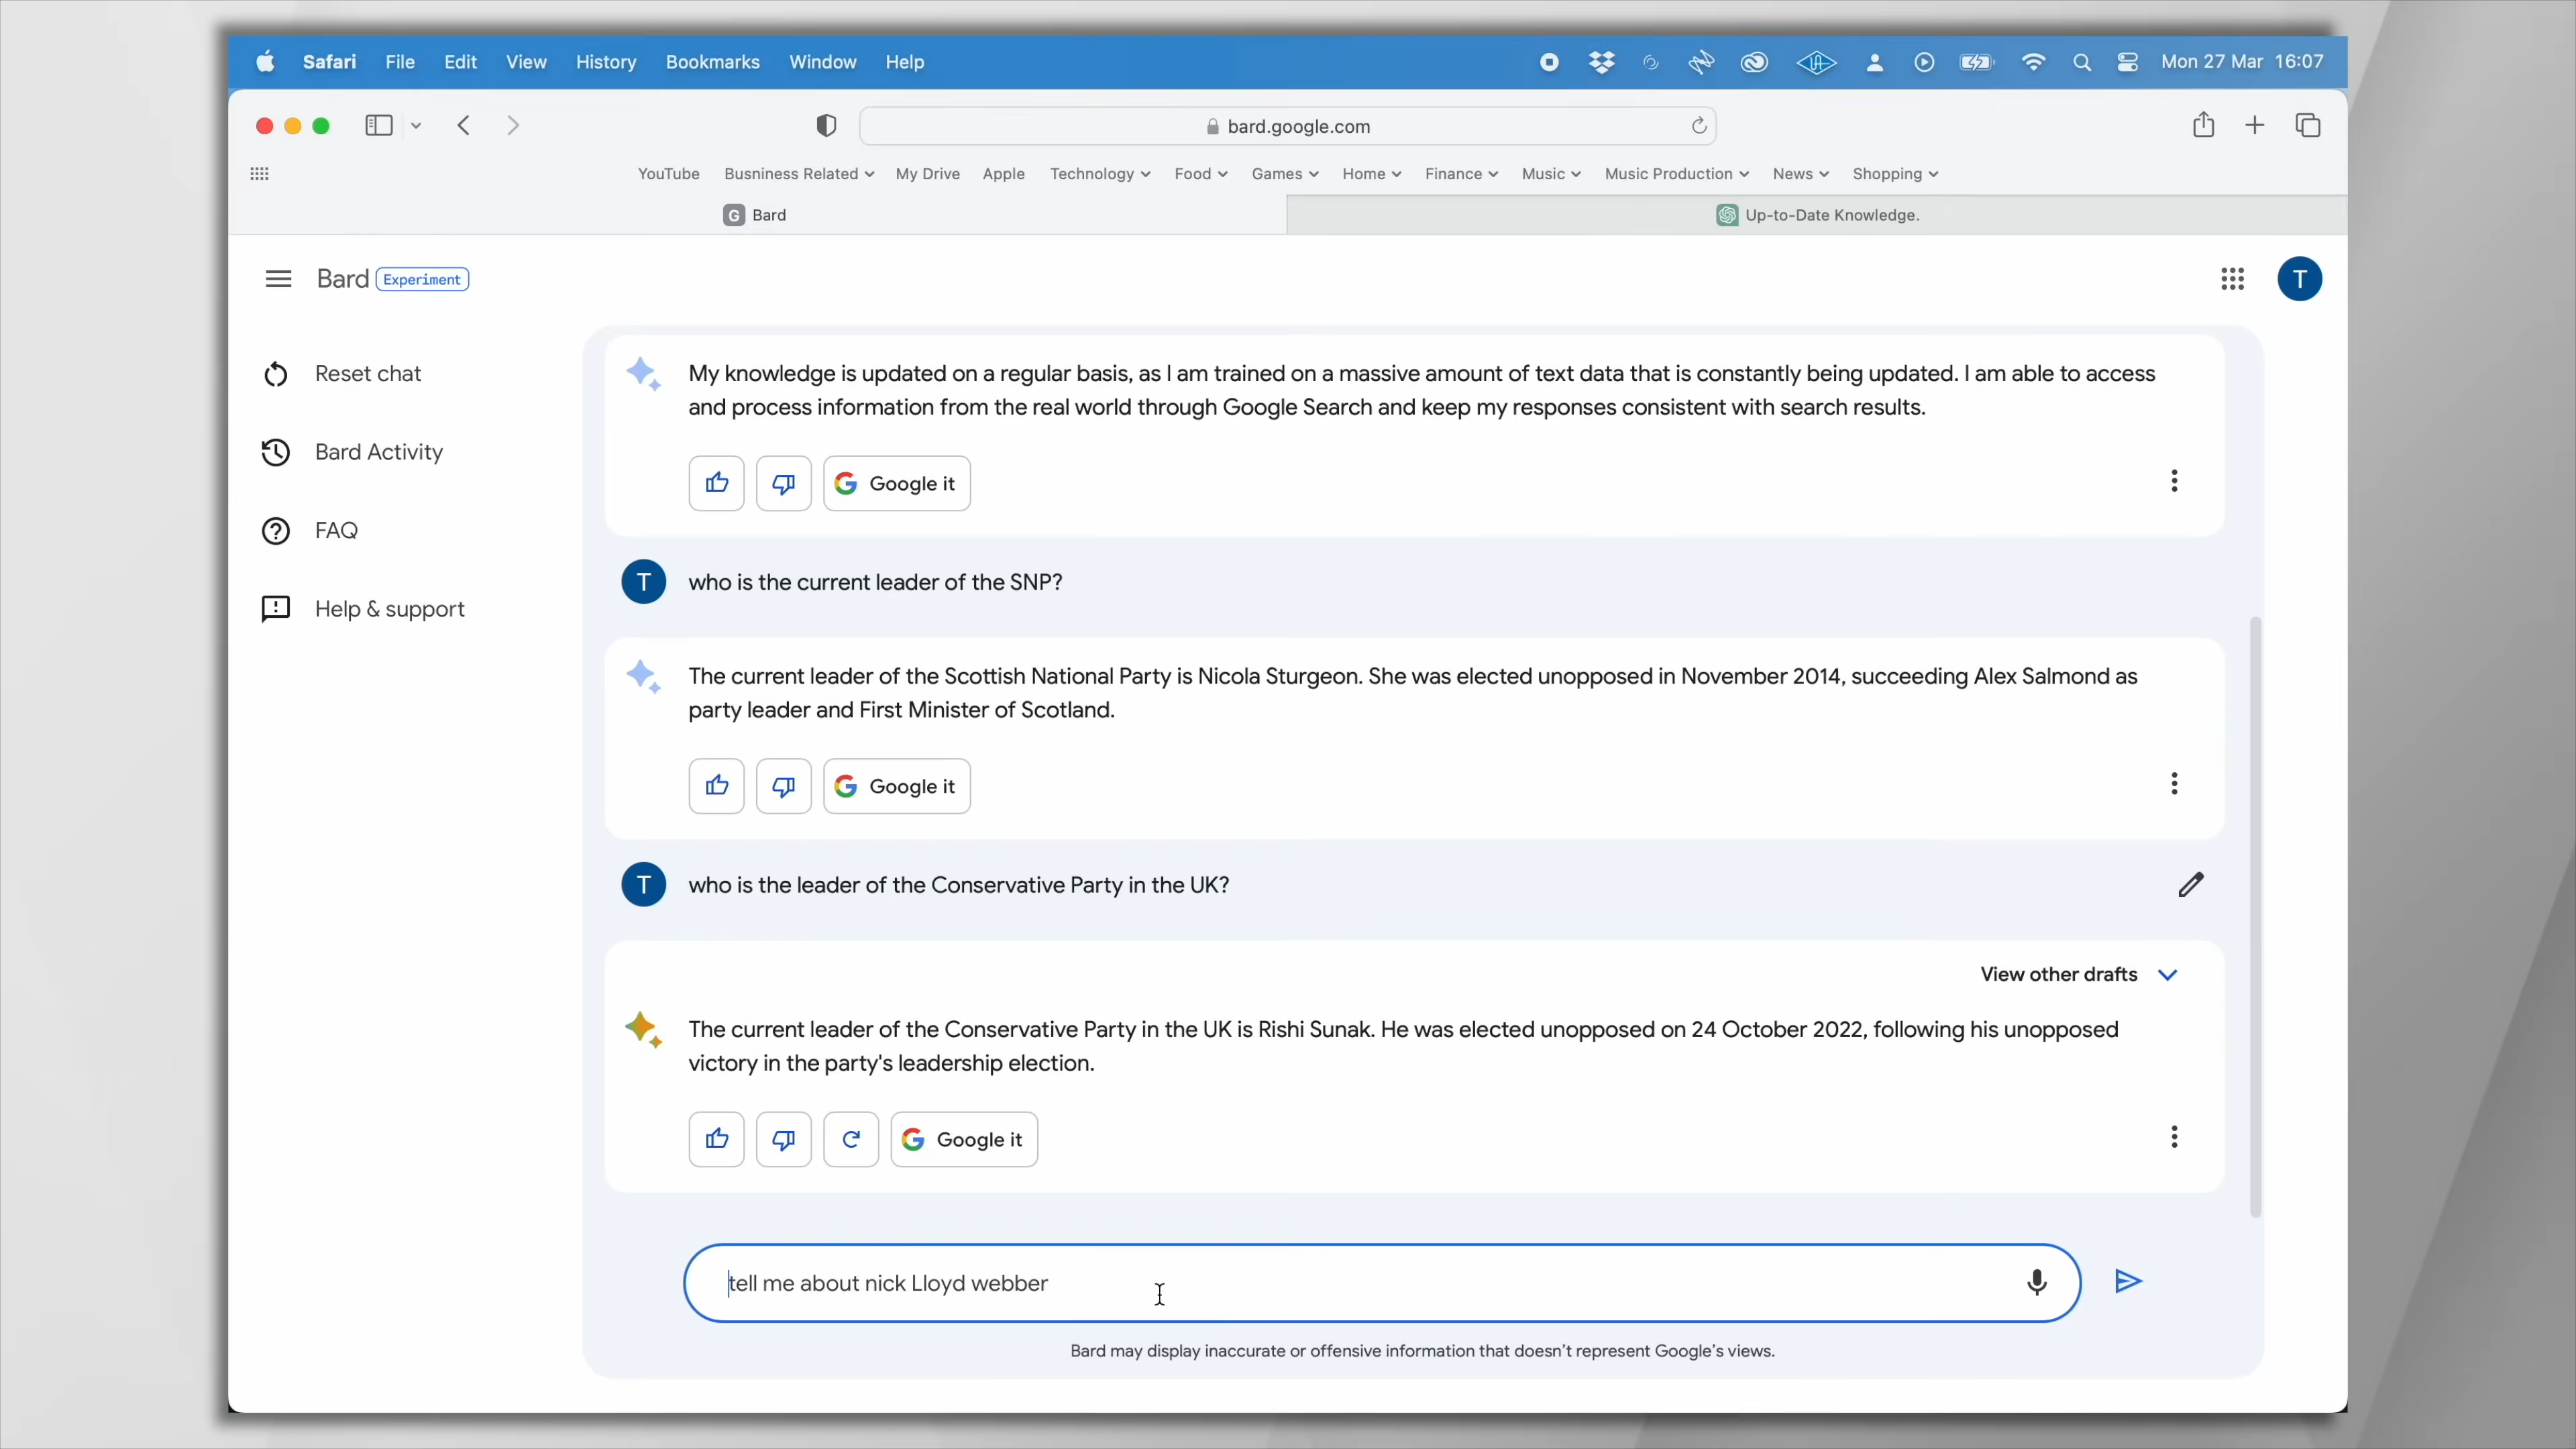 Safari File Edit View History Bookmarks Window Help Mon 27 Mar 16:07
bard.google.com
YouTube Busniness Related My Drive Apple Technology Food Games Home Finance Music Music Production News Shopping
G Bard Up-to-Date Knowledge.
Bard Experiment T
Reset chat
Bard Activity
FAQ
Help & support
My knowledge is updated on a regular basis, as I am trained on a massive amount of text data that is constantly being updated. I am able to access
and process information from the real world through Google Search and keep my responses consistent with search results.
Google it
T who is the current leader of the SNP?
The current leader of the Scottish National Party is Nicola Sturgeon. She was elected unopposed in November 2014, succeeding Alex Salmond as
party leader and First Minister of Scotland.
Google it
T who is the leader of the Conservative Party in the UK?
View other drafts
The current leader of the Conservative Party in the UK is Rishi Sunak. He was elected unopposed on 24 October 2022, following his unopposed
victory in the party's leadership election.
Google it
tell me about nick Lloyd webber
Bard may display inaccurate or offensive information that doesn't represent Google's views.